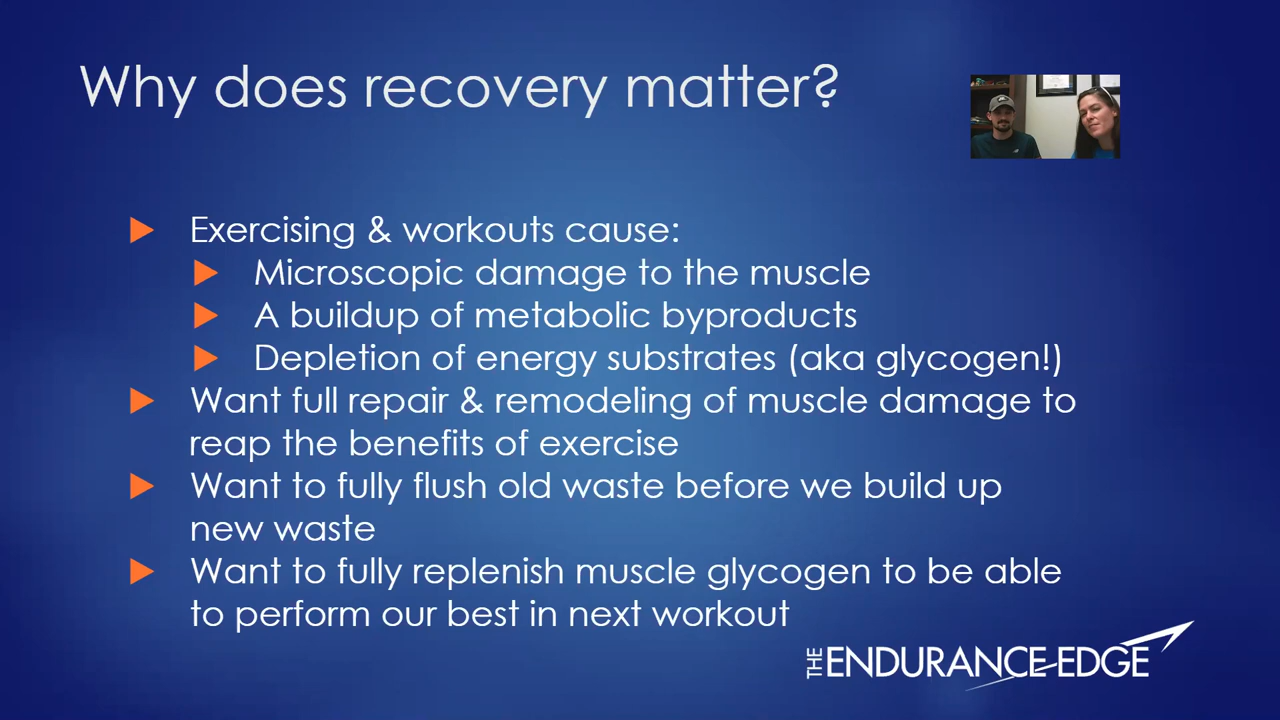 Why does recovery matter?
Exercising & workouts cause:
Microscopic damage to the muscle
A buildup of metabolic byproducts
Depletion of energy substrates (aka glycogen!)
Want full repair & remodeling of muscle damage to
reap the benefits of exercise
Want to fully flush old waste before we build up
new waste
Want to fully replenish muscle glycogen to be able
to perform our best in next workout
THE ENDURANCE EDGE